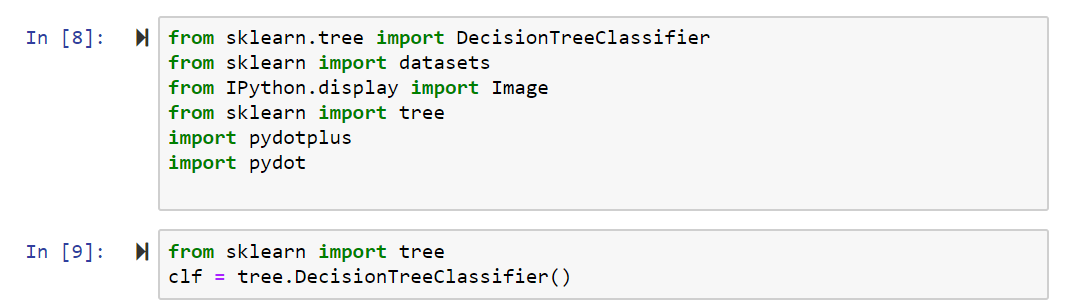 In [8]:
from sklearn.tree import DecisionTreeClassifier
from sklearn import datasets
from IPython.display import Image
from sklearn import tree
import pydotplus
import pydot
In [9]:
from sklearn import tree
clf = tree.DecisionTreeClassifier()